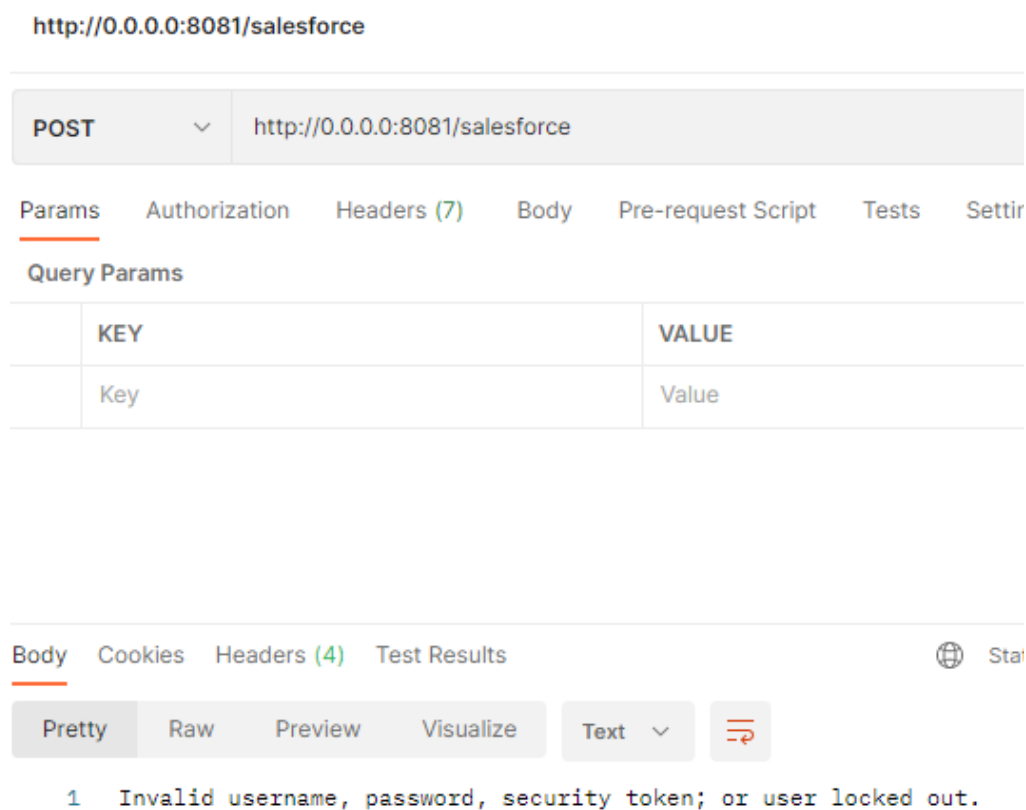 http://0.0.0.0:8081/salesforce
POST http://0.0.0.0:8081/salesforce
Params Authorization Headers (7) Body Pre-request Script Tests
Query Params
KEY VALUE
Key Value
Body Cookies Headers (4) Test Results
Pretty Raw Preview Visualize Text
1 Invalid username, password, security token; or user locked out.